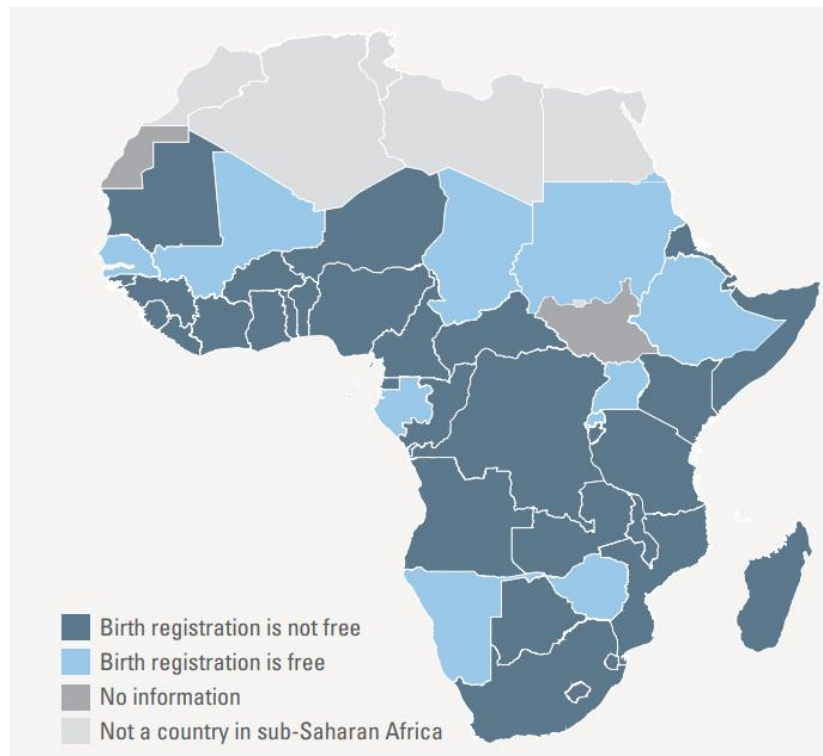 Birth registration is not free
Birth registration is free
No information
Not a country in sub-Saharan Africa